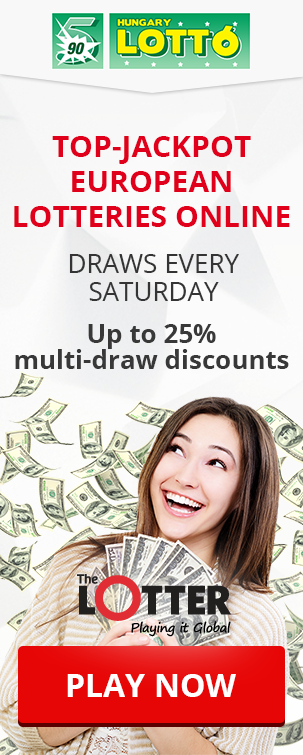 5
90
HUNGARY
LOTTÓ
TOP-JACKPOT
EUROPEAN
LOTTERIES ONLINE
DRAWS EVERY
SATURDAY
Up to 25%
multi-draw discounts
The
LOTTER
Playing it Global
PLAY NOW